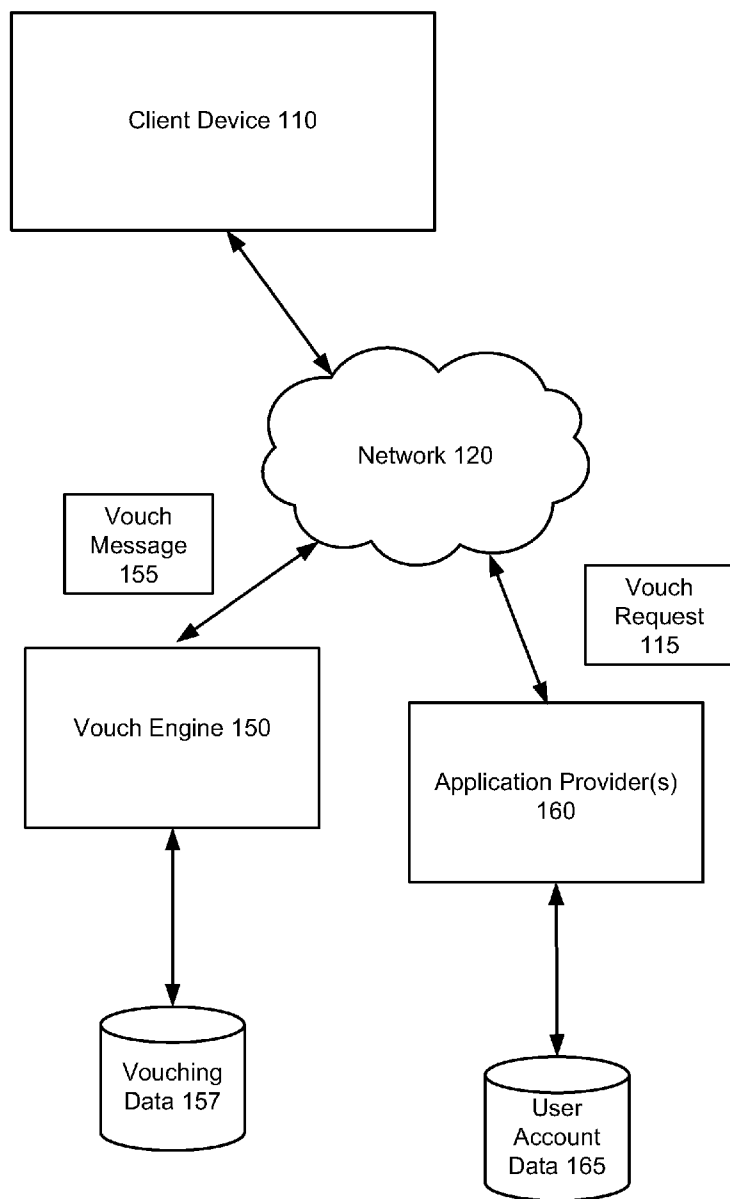 Client Device 110
Network 120
Vouch
Message
155
Vouch
Request
115
Vouch Engine 150
Application Provider(s)
160
Vouching
Data 157
User
Account
Data 165